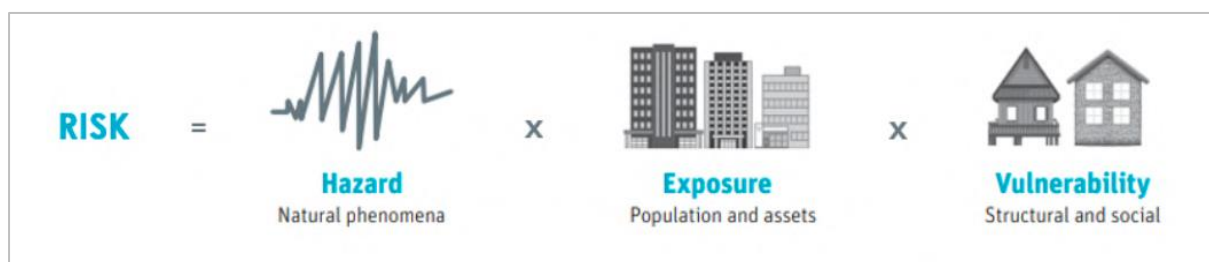 RISK = x x
Hazard Exposure Vulnerability
Natural phenomena Population and assets Structural and social